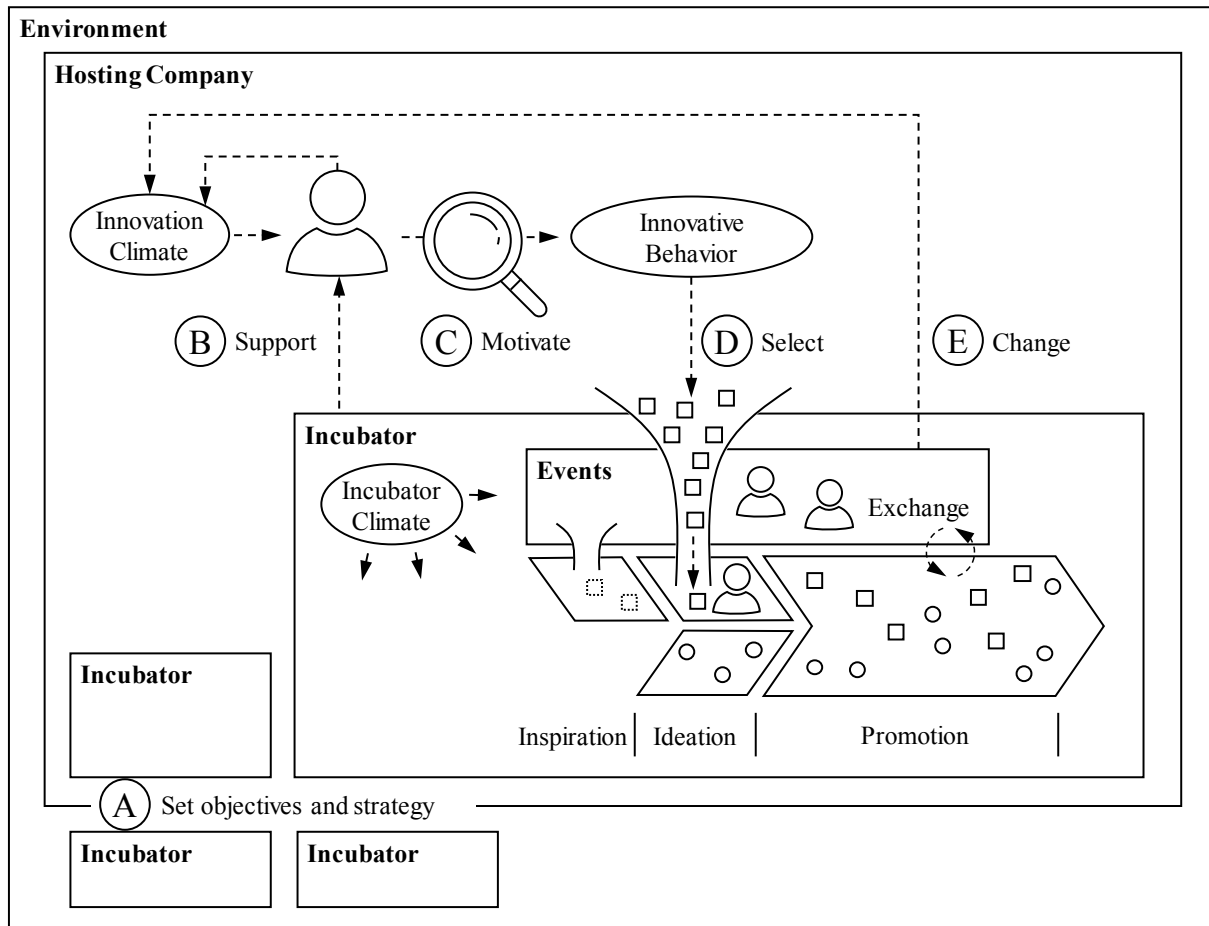 Environment
Hosting Company
Innovation
Climate
Innovative
Behavior
B Support
C Motivate
D Select
E Change
Incubator
Events
Incubator
Climate
Exchange
Incubator
Inspiration
Ideation
Promotion
A Set objectives and strategy
Incubator
Incubator